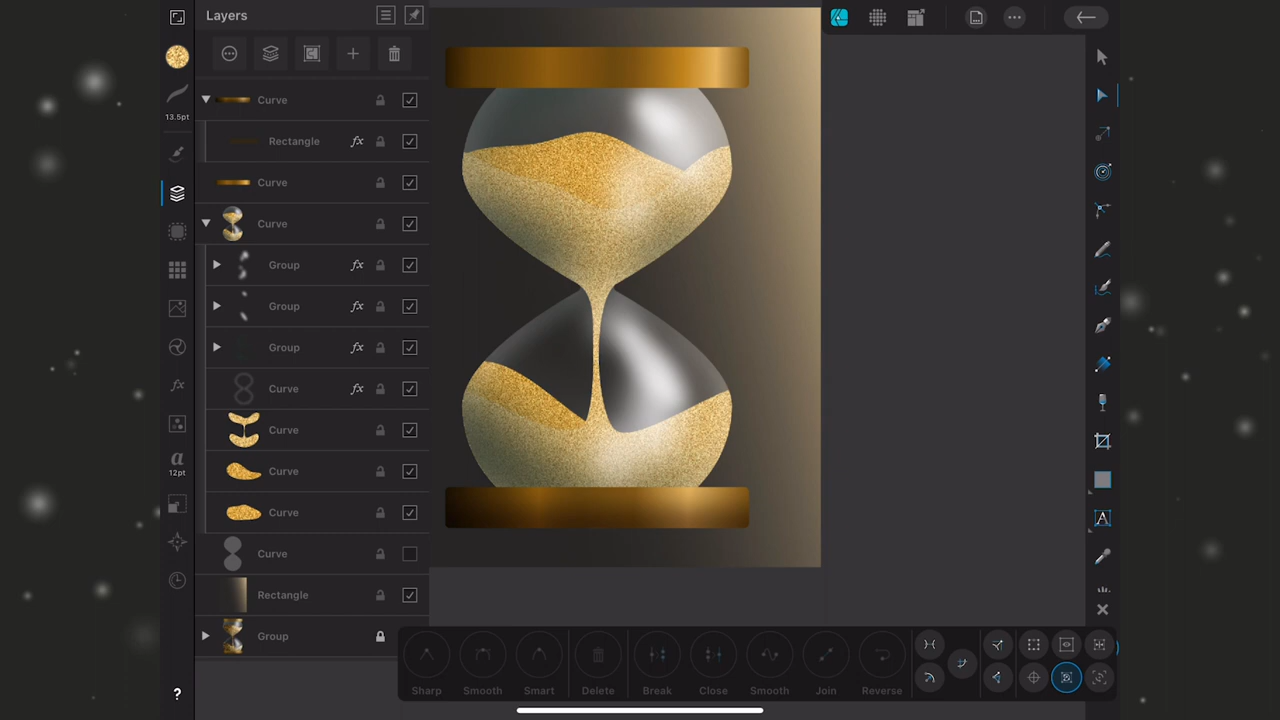 Layers
13.5pt
Curve
Rectangle fx
Curve
Curve
Group fx
Group fx
Group fx
fx
Curve fx
Curve
a
12pt
Curve
Curve
Curve
Rectangle
Group
A
?
Sharp Smooth Smart Delete Break Close Smooth Join Reverse